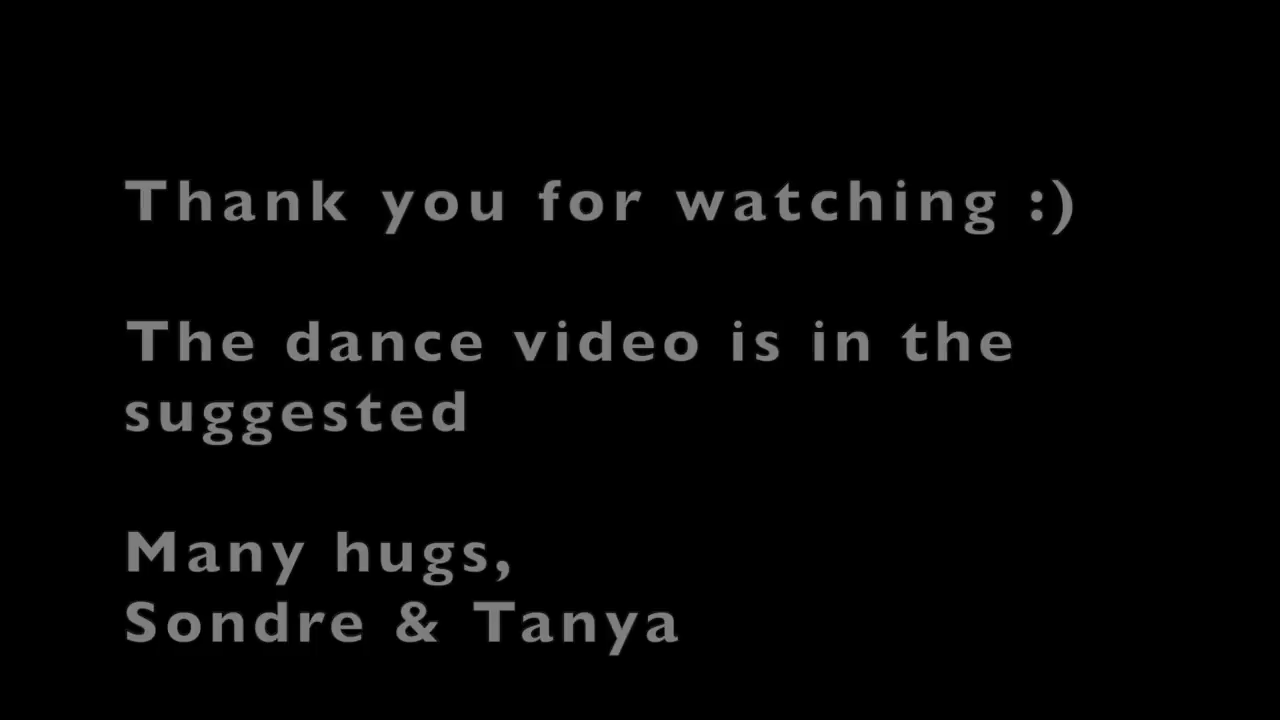 Thank you for watching :)
The dance video is in the
suggested
Many hugs,
Sondre & Tanya